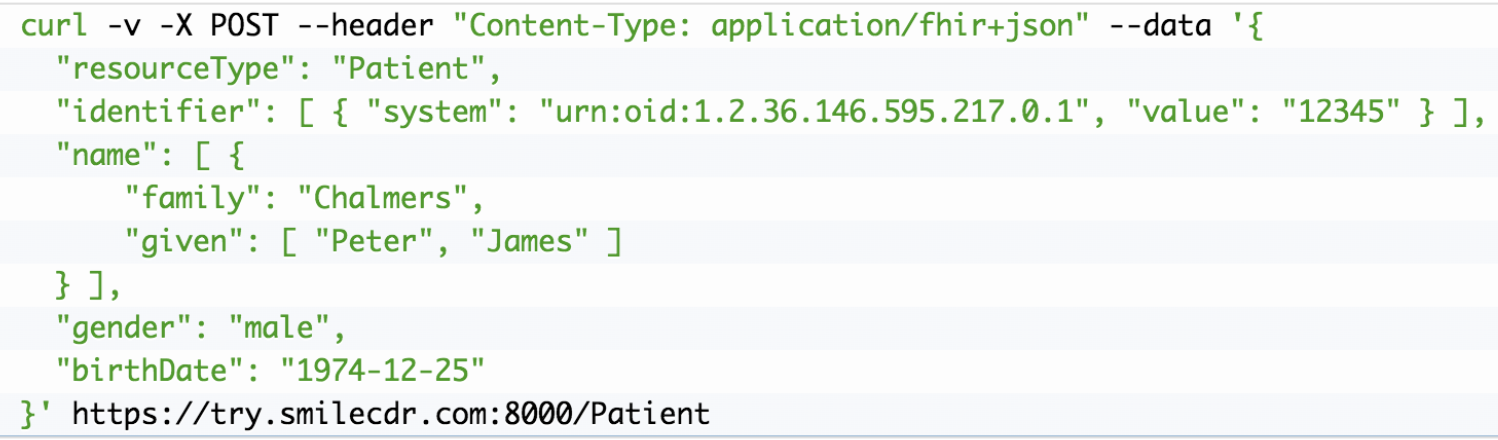 curl -v -X POST --header "Content-Type: application/fhir+json" --data '{
  "resourceType": "Patient",
  "identifier": [ { "system": "urn:oid:1.2.36.146.595.217.0.1", "value": "12345" } ],
  "name": [ {
      "family": "Chalmers",
      "given": [ "Peter", "James" ]
  } ],
  "gender": "male",
  "birthDate": "1974-12-25"
}' https://try.smilecdr.com:8000/Patient